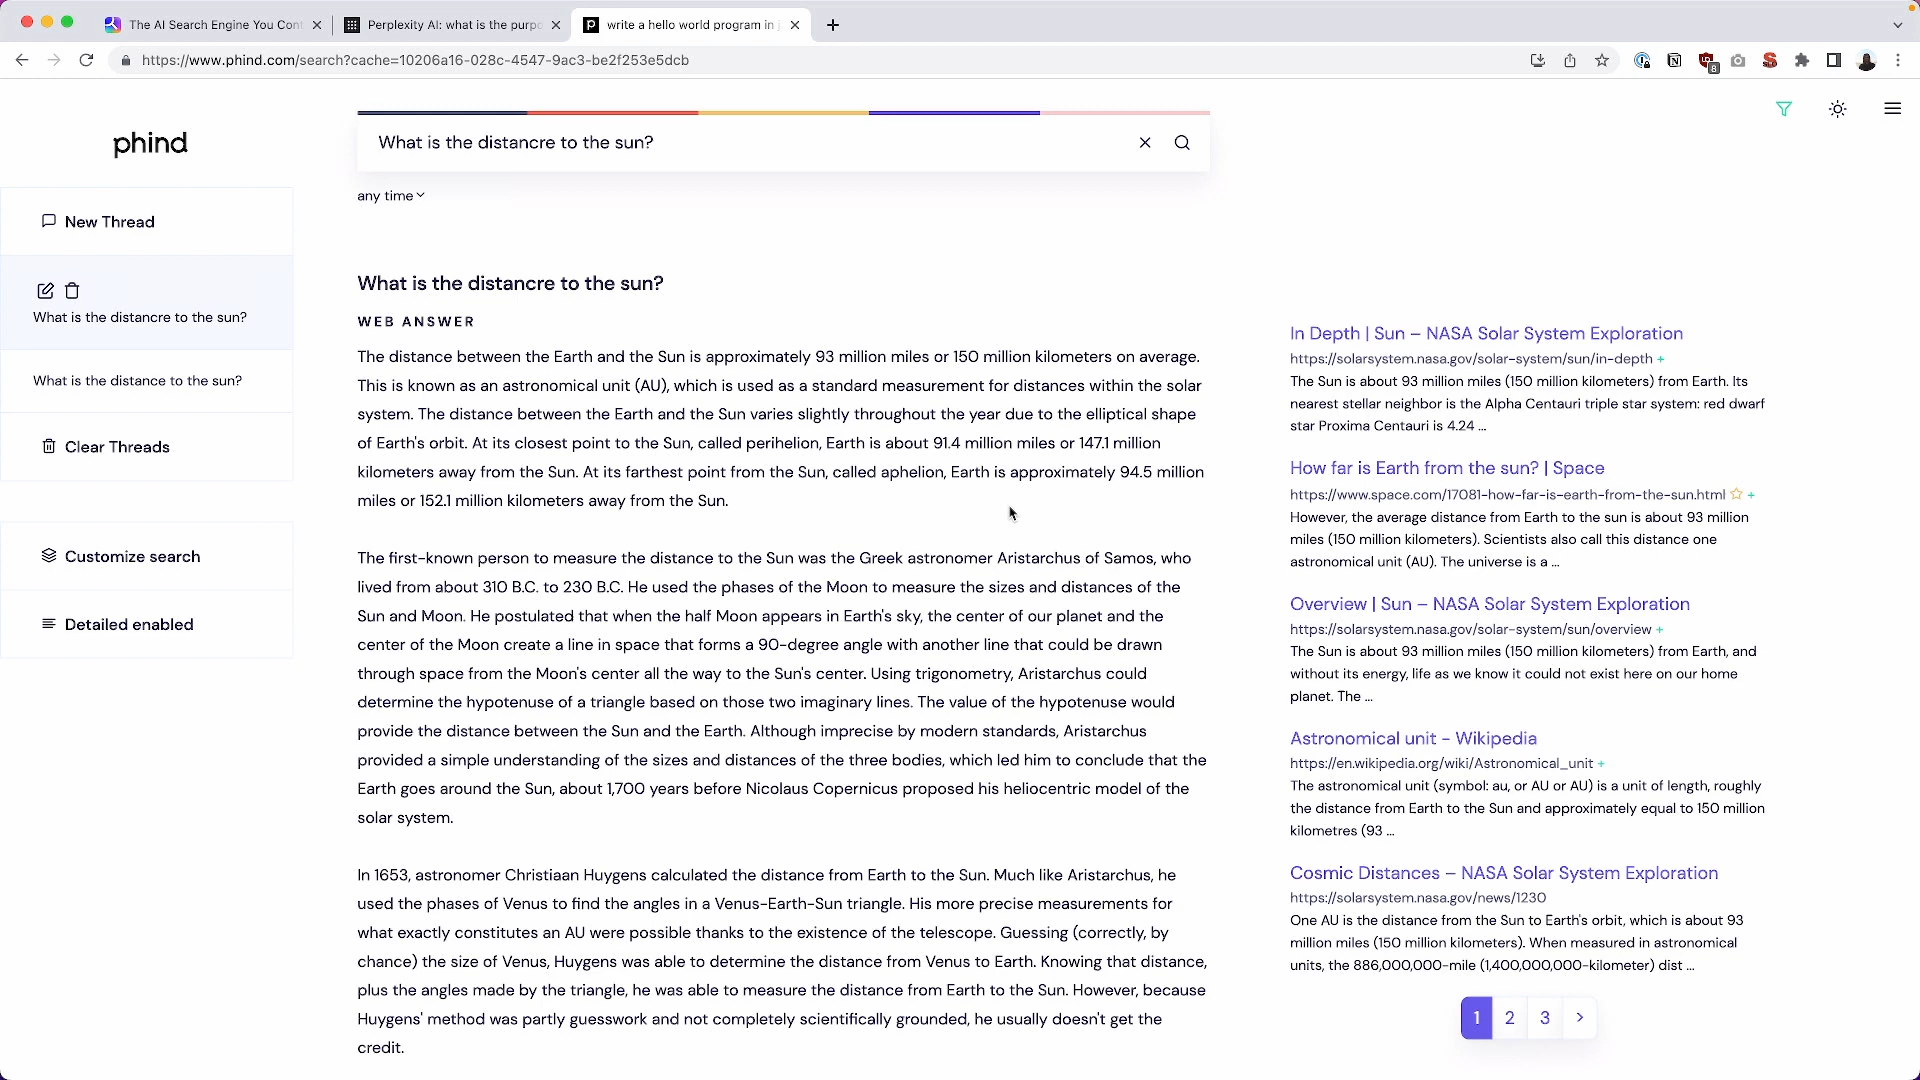 The AI Search Engine You Cont
Perplexity AI: what is the purpo
write a hello world program in j
https://www.phind.com/search?cache=10206a16-028c-4547-9ac3-be2f253e5dcb
8
phind
What is the distancre to the sun?
any time
New Thread
What is the distancre to the sun?
What is the distance to the sun?
Clear Threads
Customize search
Detailed enabled
What is the distancre to the sun?
WEB ANSWER
The distance between the Earth and the Sun is approximately 93 million miles or 150 million kilometers on average.
This is known as an astronomical unit (AU), which is used as a standard measurement for distances within the solar
system. The distance between the Earth and the Sun varies slightly throughout the year due to the elliptical shape
of Earth's orbit. At its closest point to the Sun, called perihelion, Earth is about 91.4 million miles or 147.1 million
kilometers away from the Sun. At its farthest point from the Sun, called aphelion, Earth is approximately 94.5 million
miles or 152.1 million kilometers away from the Sun.
The first-known person to measure the distance to the Sun was the Greek astronomer Aristarchus of Samos, who
lived from about 310 B.C. to 230 B.C. He used the phases of the Moon to measure the sizes and distances of the
Sun and Moon. He postulated that when the half Moon appears in Earth's sky, the center of our planet and the
center of the Moon create a line in space that forms a 90-degree angle with another line that could be drawn
through space from the Moon's center all the way to the Sun's center. Using trigonometry, Aristarchus could
determine the hypotenuse of a triangle based on those two imaginary lines. The value of the hypotenuse would
provide the distance between the Sun and the Earth. Although imprecise by modern standards, Aristarchus
provided a simple understanding of the sizes and distances of the three bodies, which led him to conclude that the
Earth goes around the Sun, about 1,700 years before Nicolaus Copernicus proposed his heliocentric model of the
solar system.
In 1653, astronomer Christiaan Huygens calculated the distance from Earth to the Sun. Much like Aristarchus, he
used the phases of Venus to find the angles in a Venus-Earth-Sun triangle. His more precise measurements for
what exactly constitutes an AU were possible thanks to the existence of the telescope. Guessing (correctly, by
chance) the size of Venus, Huygens was able to determine the distance from Venus to Earth. Knowing that distance,
plus the angles made by the triangle, he was able to measure the distance from Earth to the Sun. However, because
Huygens' method was partly guesswork and not completely scientifically grounded, he usually doesn't get the
credit.
In Depth | Sun – NASA Solar System Exploration
https://solarsystem.nasa.gov/solar-system/sun/in-depth +
The Sun is about 93 million miles (150 million kilometers) from Earth. Its
nearest stellar neighbor is the Alpha Centauri triple star system: red dwarf
star Proxima Centauri is 4.24 ...
How far is Earth from the sun? | Space
https://www.space.com/17081-how-far-is-earth-from-the-sun.html +
However, the average distance from Earth to the sun is about 93 million
miles (150 million kilometers). Scientists also call this distance one
astronomical unit (AU). The universe is a ...
Overview | Sun – NASA Solar System Exploration
https://solarsystem.nasa.gov/solar-system/sun/overview +
The Sun is about 93 million miles (150 million kilometers) from Earth, and
without its energy, life as we know it could not exist here on our home
planet. The ...
Astronomical unit - Wikipedia
https://en.wikipedia.org/wiki/Astronomical_unit +
The astronomical unit (symbol: au, or AU or AU) is a unit of length, roughly
the distance from Earth to the Sun and approximately equal to 150 million
kilometres (93 ...
Cosmic Distances – NASA Solar System Exploration
https://solarsystem.nasa.gov/news/1230
One AU is the distance from the Sun to Earth's orbit, which is about 93
million miles (150 million kilometers). When measured in astronomical
units, the 886,000,000-mile (1,400,000,000-kilometer) dist ...
1 2 3 >